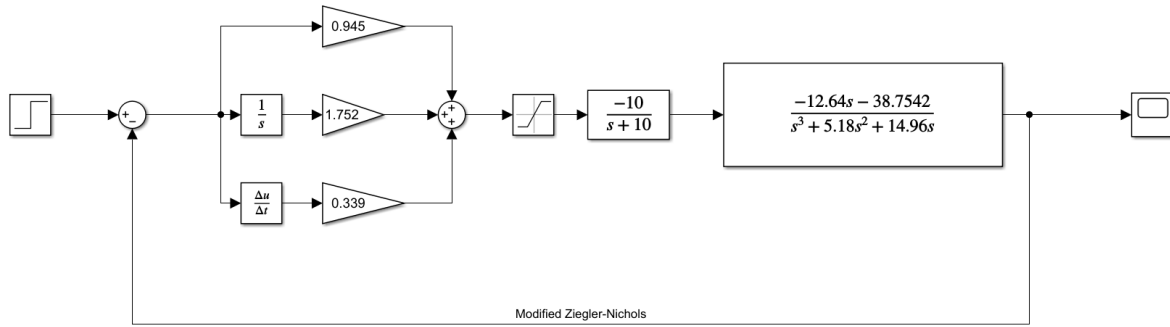 0.945
+
−
1
s
1.752
+
+
+
−10
s + 10
−12.64s − 38.7542
s³ + 5.18s² + 14.96s
Δu
Δt
0.339
Modified Ziegler-Nichols